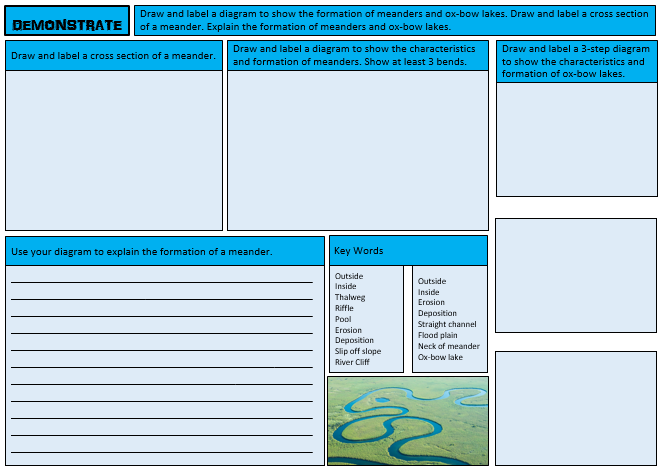 DEMONSTRATE
Draw and label a diagram to show the formation of meanders and ox-bow lakes. Draw and label a cross section
of a meander. Explain the formation of meanders and ox-bow lakes.
Draw and label a cross section of a meander.
Draw and label a diagram to show the characteristics
and formation of meanders. Show at least 3 bends.
Draw and label a 3-step diagram
to show the characteristics and
formation of ox-bow lakes.
Use your diagram to explain the formation of a meander.
Key Words
Outside
Inside
Thalweg
Riffle
Pool
Erosion
Deposition
Slip off slope
River Cliff
Outside
Inside
Erosion
Deposition
Straight channel
Flood plain
Neck of meander
Ox-bow lake